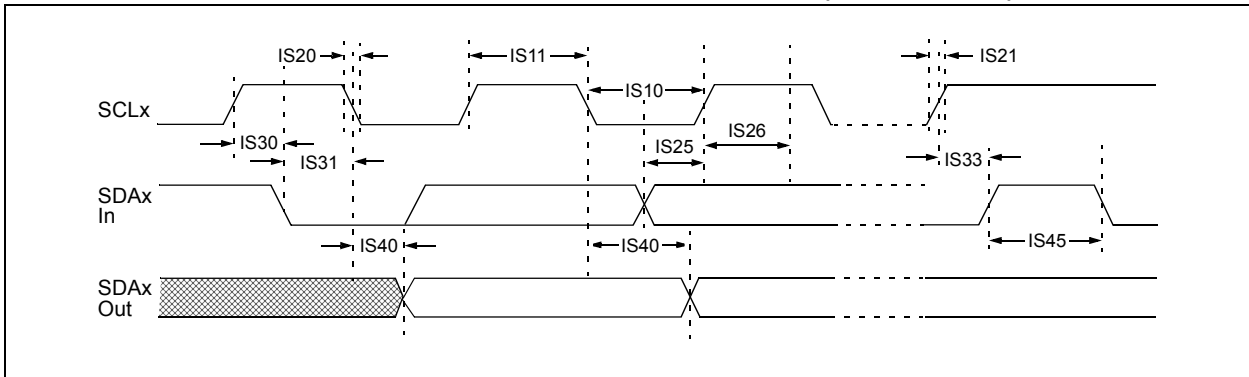 IS20
IS11
IS21
SCLx
IS10
IS30
IS26
IS31
IS25
IS33
SDAx
In
IS40
IS40
IS45
SDAx
Out